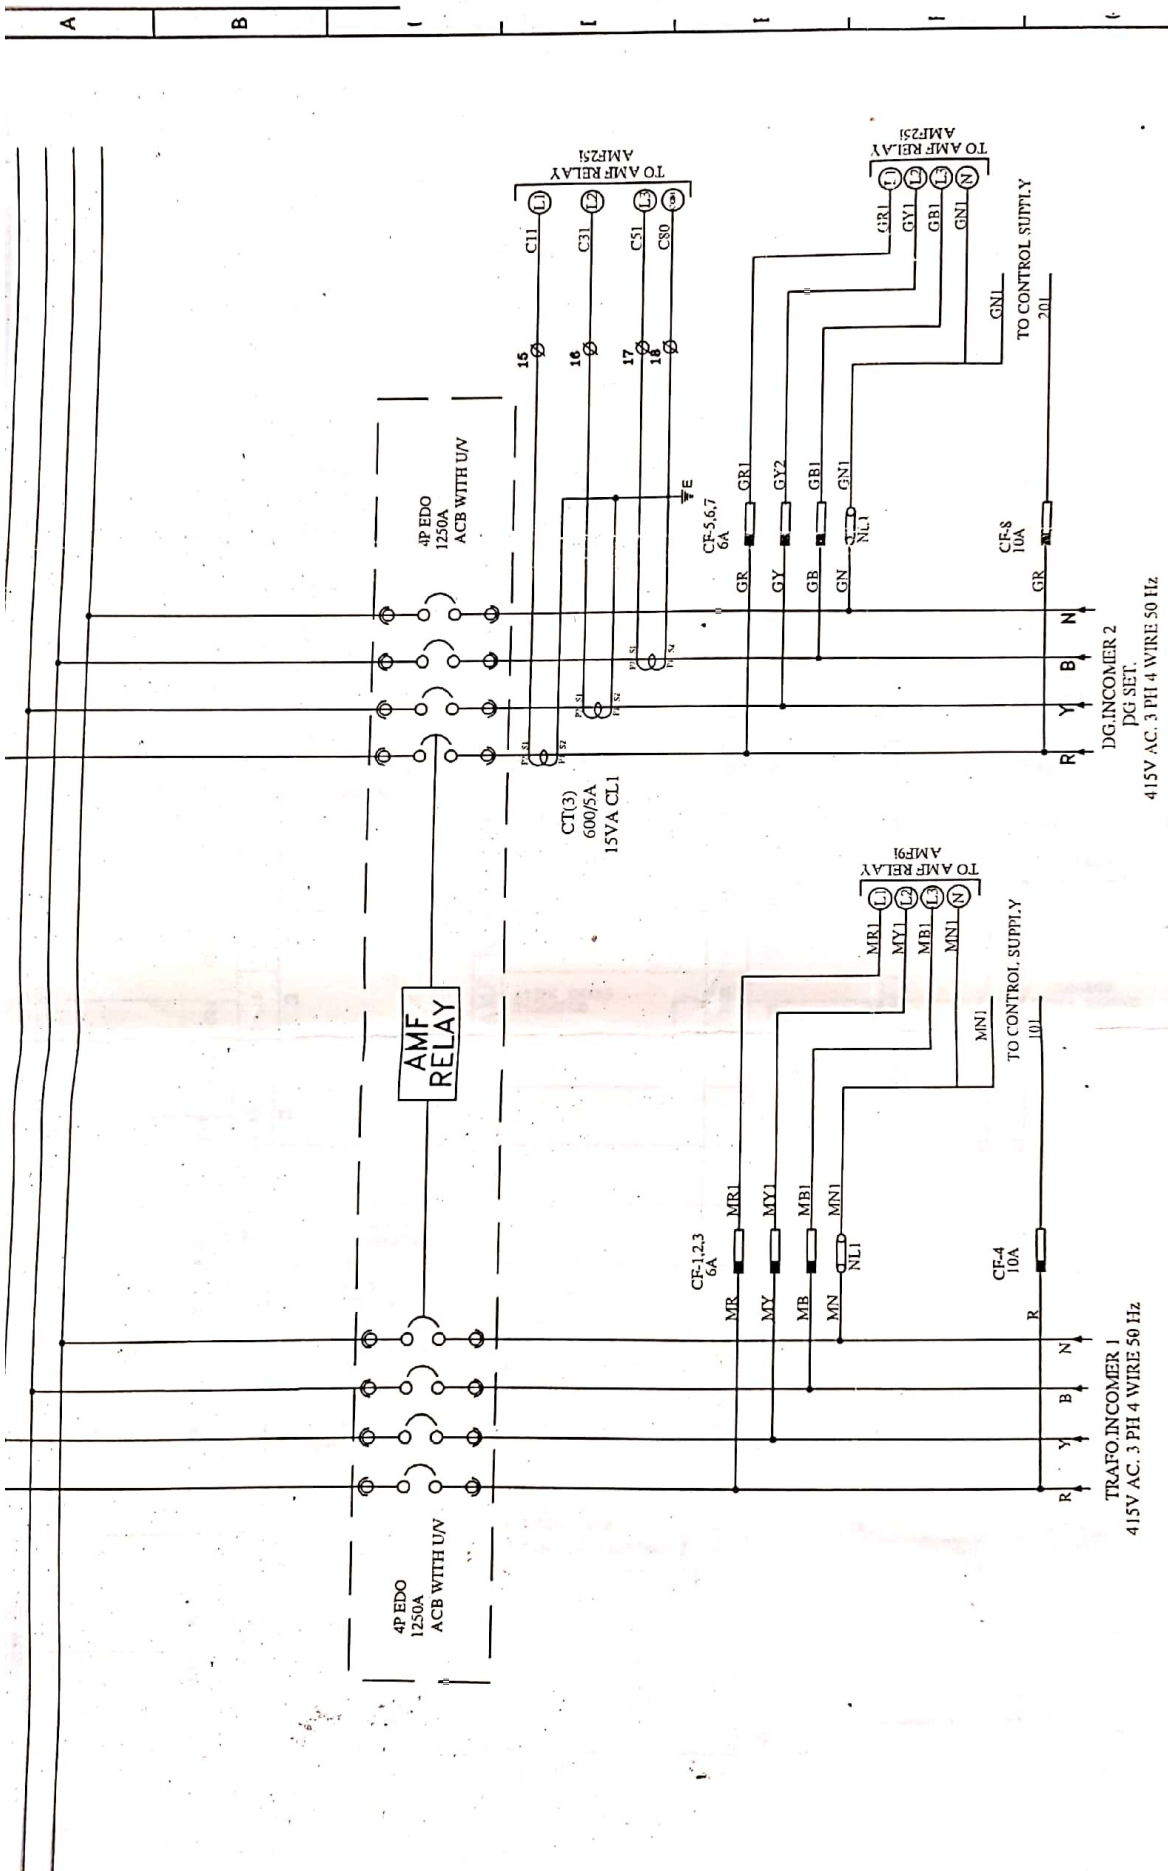 A
B
TO AMF RELAY
AMF25i
L1
L2
L3
C11
C31
C51
C80
15
16
17
18
4P EDO
1250A
ACB WITH U/V
E
TO AMF RELAY
AMF25i
L1
L2
L3
N
GR1
GY1
GB1
GN1
GN1
TO CONTROL SUPPLY
201
CF-5,6,7
6A
GR1
GY2
GB1
GN1
NL1
GR
GY
GB
GN
CF-8
10A
GR
S1
S2
S1
S2
S1
S2
CT(3)
600/5A
15VA CL1
R
Y
B
N
DG.INCOMER 2
DG SET.
415V AC. 3 PH 4 WIRE 50 Hz
AMF
RELAY
TO AMF RELAY
AMF9i
L1
L2
L3
N
MR1
MY1
MB1
MN1
MN1
TO CONTROL SUPPLY
101
CF-1,2,3
6A
MR1
MY1
MB1
MN1
NL1
MR
MY
MB
MN
CF-4
10A
R
4P EDO
1250A
ACB WITH U/V
R
Y
B
N
TRAFO.INCOMER 1
415V AC. 3 PH 4 WIRE 50 Hz